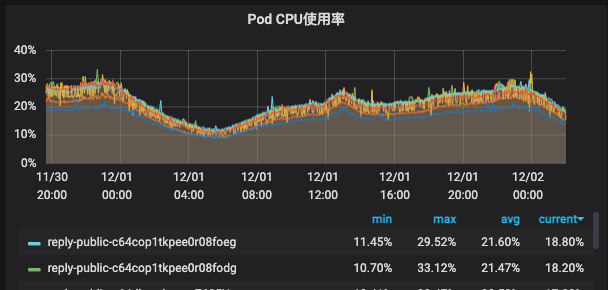 Pod CPU使用率
40%
30%
20%
10%
0%
11/30 12/01 12/01 12/01 12/01 12/01 12/01 12/02
20:00 00:00 04:00 08:00 12:00 16:00 20:00 00:00
min max avg current
reply-public-c64cop1tkpee0r08foeg 11.45% 29.52% 21.60% 18.80%
reply-public-c64cop1tkpee0r08fodg 10.70% 33.12% 21.47% 18.20%